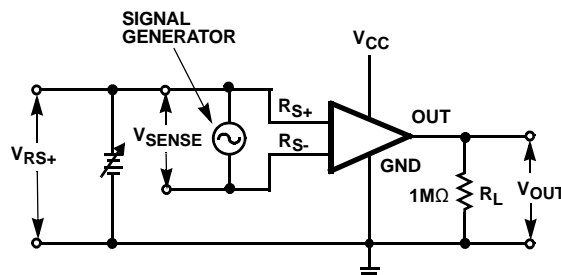 SIGNAL
GENERATOR
VCC
RS+
OUT
VSENSE
RS-
VRS+
GND
1MΩ
RL
VOUT